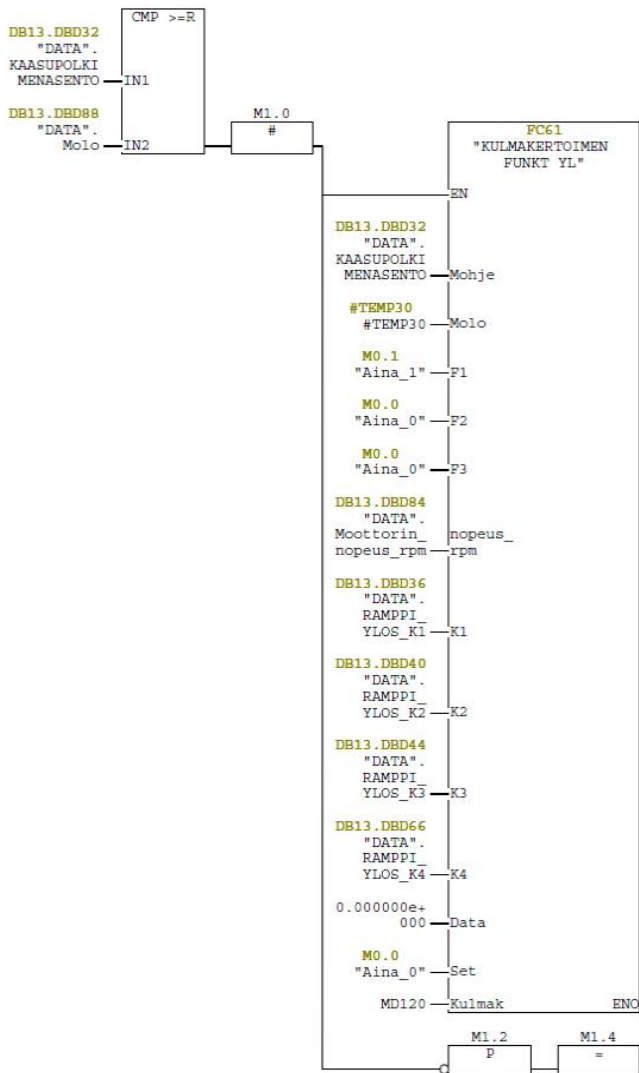 CMP >=R
DB13.DBD32
"DATA".
KAASUPOLKI
MENASENTO IN1
DB13.DBD88
"DATA".
Molo IN2
M1.0
#
FC61
"KULMAKERTOIMEN
FUNKT YL"
EN
DB13.DBD32
"DATA".
KAASUPOLKI
MENASENTO Mohje
#TEMP30
#TEMP30 Molo
M0.1
"Aina_1" F1
M0.0
"Aina_0" F2
M0.0
"Aina_0" F3
DB13.DBD84
"DATA".
Moottorin_ nopeus_
nopeus_rpm rpm
DB13.DBD36
"DATA".
RAMPPI_
YLOS_K1 K1
DB13.DBD40
"DATA".
RAMPPI_
YLOS_K2 K2
DB13.DBD44
"DATA".
RAMPPI_
YLOS_K3 K3
DB13.DBD66
"DATA".
RAMPPI_
YLOS_K4 K4
0.000000e+
000 Data
M0.0
"Aina_0" Set
MD120 Kulmak ENO
M1.2 M1.4
P =